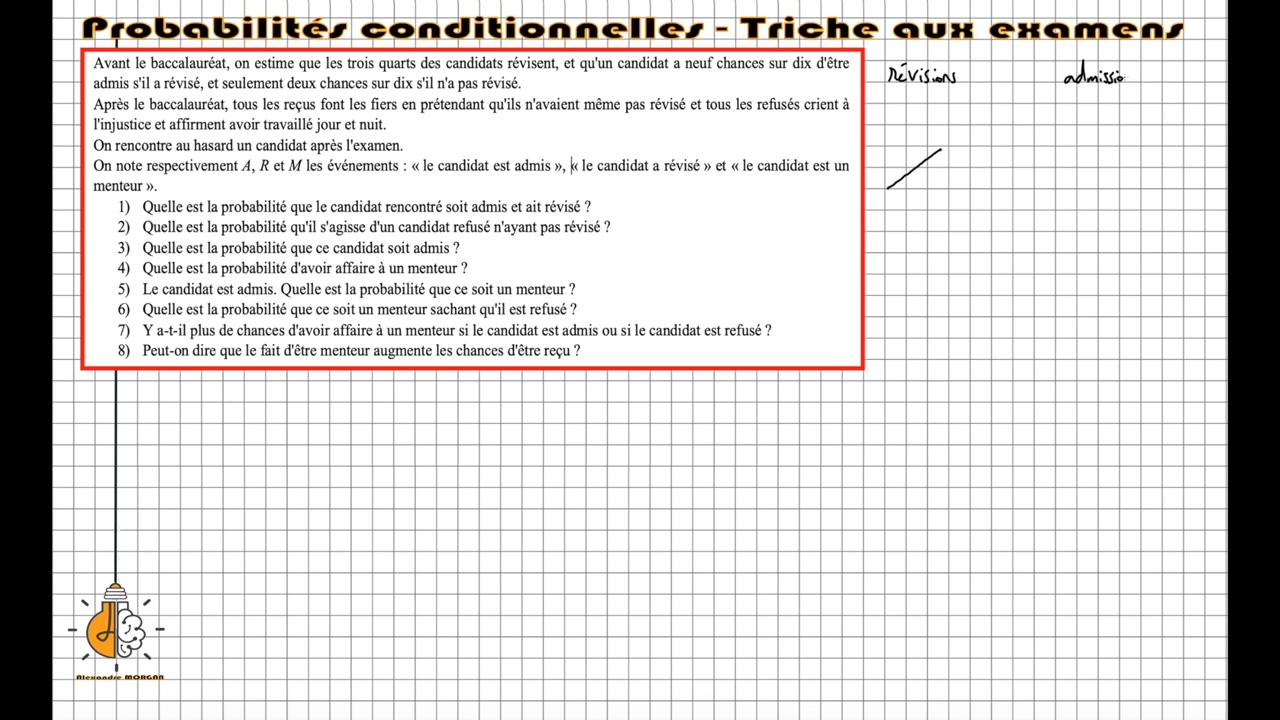 Probabilités conditionnelles - Triche aux examens
Avant le baccalauréat, on estime que les trois quarts des candidats révisent, et qu'un candidat a neuf chances sur dix d'être
admis s'il a révisé, et seulement deux chances sur dix s'il n'a pas révisé.
Après le baccalauréat, tous les reçus font les fiers en prétendant qu'ils n'avaient même pas révisé et tous les refusés crient à
l'injustice et affirment avoir travaillé jour et nuit.
On rencontre au hasard un candidat après l'examen.
On note respectivement A, R et M les événements : « le candidat est admis », « le candidat a révisé » et « le candidat est un
menteur ».
1) Quelle est la probabilité que le candidat rencontré soit admis et ait révisé ?
2) Quelle est la probabilité qu'il s'agisse d'un candidat refusé n'ayant pas révisé ?
3) Quelle est la probabilité que ce candidat soit admis ?
4) Quelle est la probabilité d'avoir affaire à un menteur ?
5) Le candidat est admis. Quelle est la probabilité que ce soit un menteur ?
6) Quelle est la probabilité que ce soit un menteur sachant qu'il est refusé ?
7) Y a-t-il plus de chances d'avoir affaire à un menteur si le candidat est admis ou si le candidat est refusé ?
8) Peut-on dire que le fait d'être menteur augmente les chances d'être reçu ?
révisions
admissio
Alexandre MORGAN